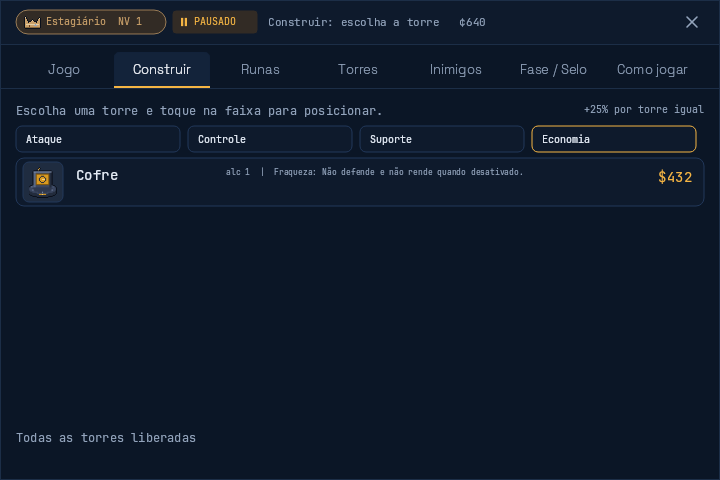 Estagiário NV 1 PAUSADO Construir: escolha a torre $640
Jogo Construir Runas Torres Inimigos Fase / Selo Como jogar
Escolha uma torre e toque na faixa para posicionar. +25% por torre igual
Ataque Controle Suporte Economia
Cofre alc 1 | Fraqueza: Não defende e não rende quando desativado. $432
Todas as torres liberadas